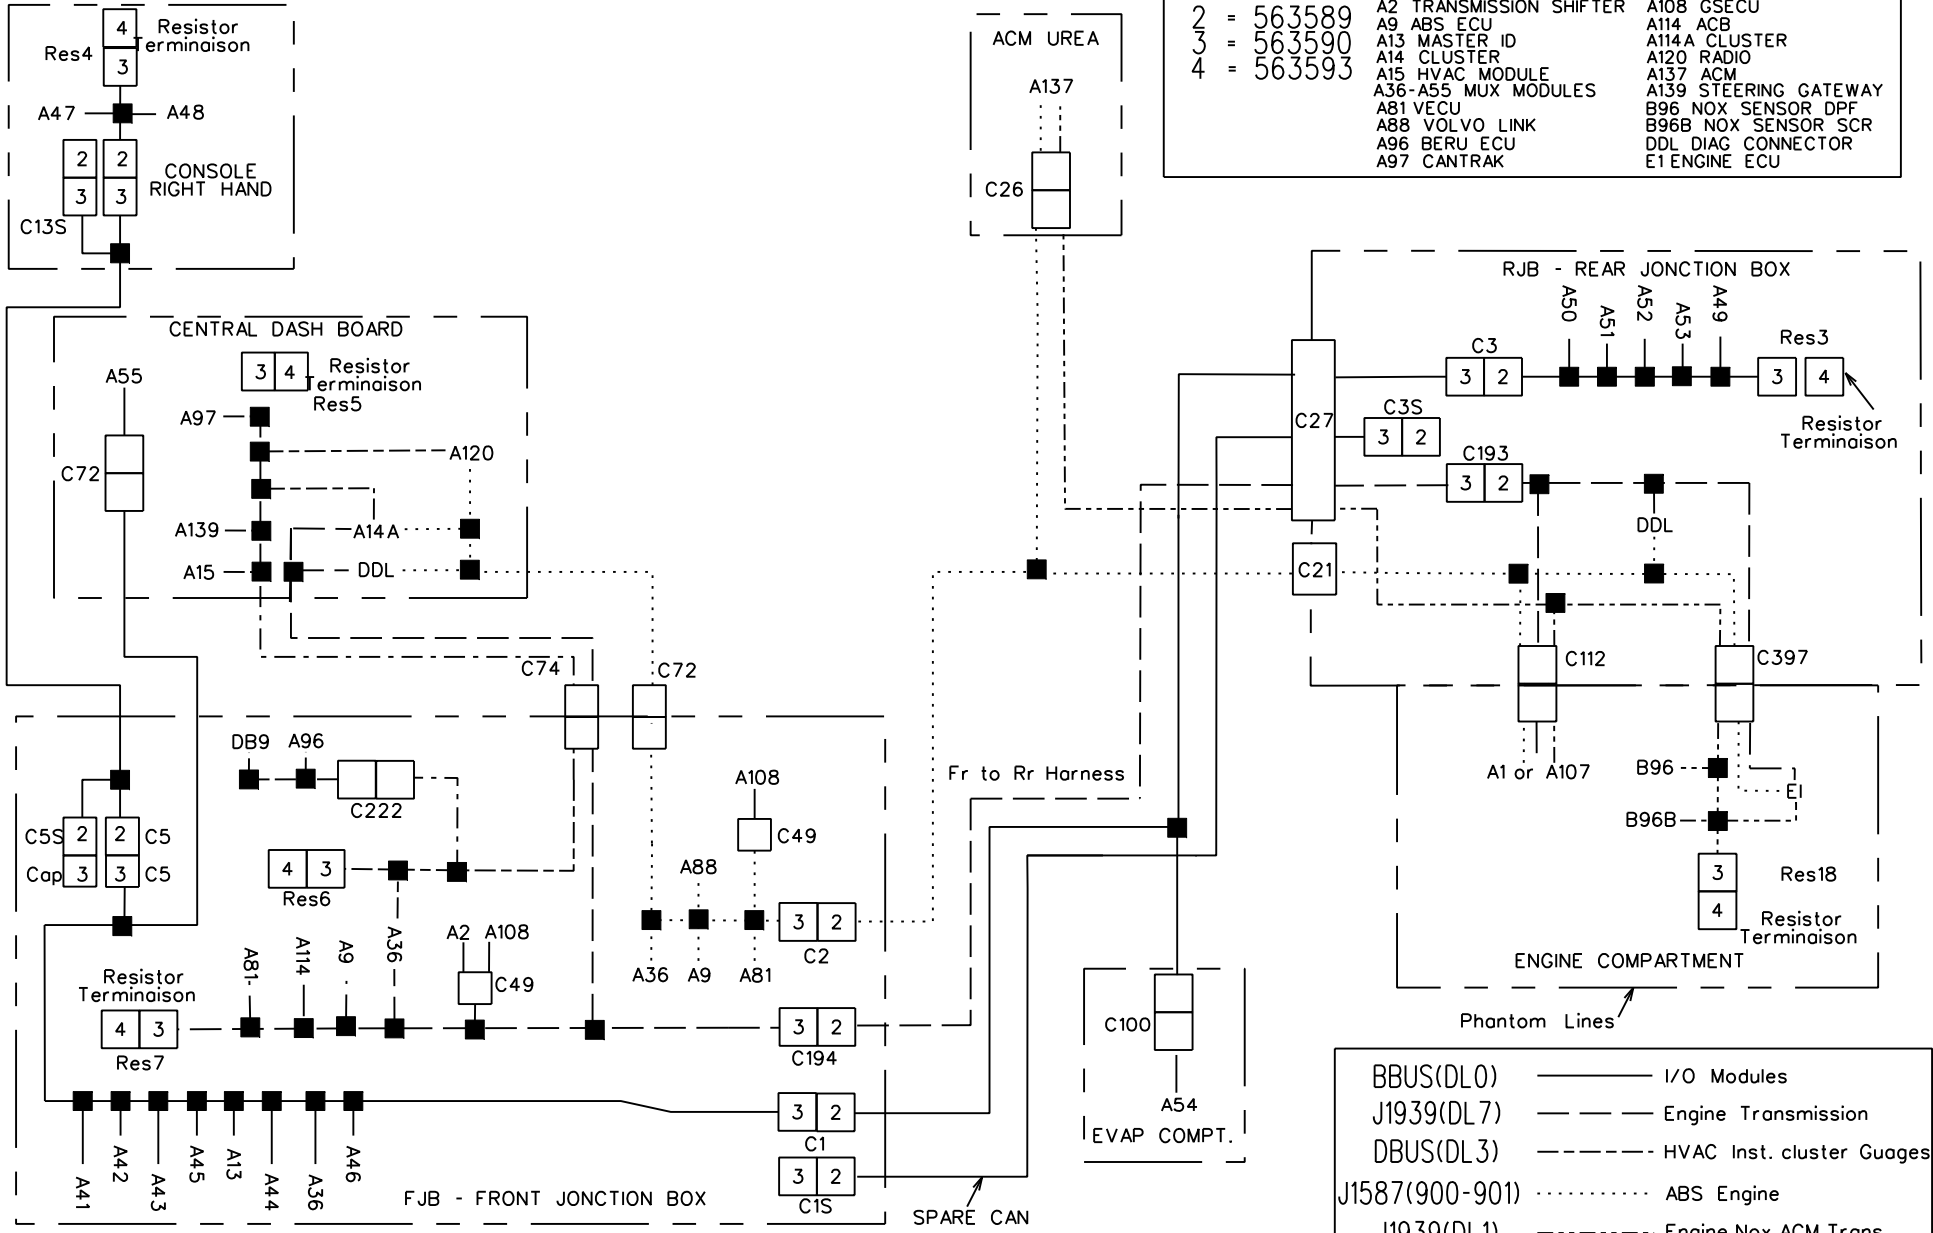 4
Resistor
Terminaison
Res4
3
A47
A48
2
2
CONSOLE
RIGHT HAND
3
3
C13S
ACM UREA
A137
C26
2 = 563589
3 = 563590
4 = 563593
A2 TRANSMISSION SHIFTER
A9 ABS ECU
A13 MASTER ID
A14 CLUSTER
A15 HVAC MODULE
A36-A55 MUX MODULES
A81 VECU
A88 VOLVO LINK
A96 BERU ECU
A97 CANTRAK
A108 GSECU
A114 ACB
A114A CLUSTER
A120 RADIO
A137 ACM
A139 STEERING GATEWAY
B96 NOX SENSOR DPF
B96B NOX SENSOR SCR
DDL DIAG CONNECTOR
E1 ENGINE ECU
CENTRAL DASH BOARD
A55
3 4
Resistor
Terminaison
Res5
A97
A120
C72
A139
A14A
A15
DDL
RJB - REAR JONCTION BOX
A50
A51
A52
A53
A49
C3
Res3
3 2
3
4
C27
C3S
3 2
Resistor
Terminaison
C193
3 2
DDL
C21
C112
C397
A1 or A107
B96
E1
B96B
3
Res18
4
Resistor
Terminaison
ENGINE COMPARTMENT
Phantom Lines
C74
C72
DB9
A96
C222
A108
C49
C5S
2
2
C5
Cap
3
3
C5
4 3
Res6
A88
3 2
C2
A36
A9
A81
A81
A114
A9
A36
A2
A108
C49
Resistor
Terminaison
4 3
Res7
3 2
C194
Fr to Rr Harness
C100
A54
EVAP COMPT.
3 2
C1
3 2
C1S
SPARE CAN
A41
A42
A43
A45
A13
A44
A36
A46
FJB - FRONT JONCTION BOX
BBUS(DL0)
I/O Modules
J1939(DL7)
Engine Transmission
DBUS(DL3)
HVAC Inst. cluster Guages
J1587(900-901)
ABS Engine
J1939(DL1)
Engine Nox ACM Trans